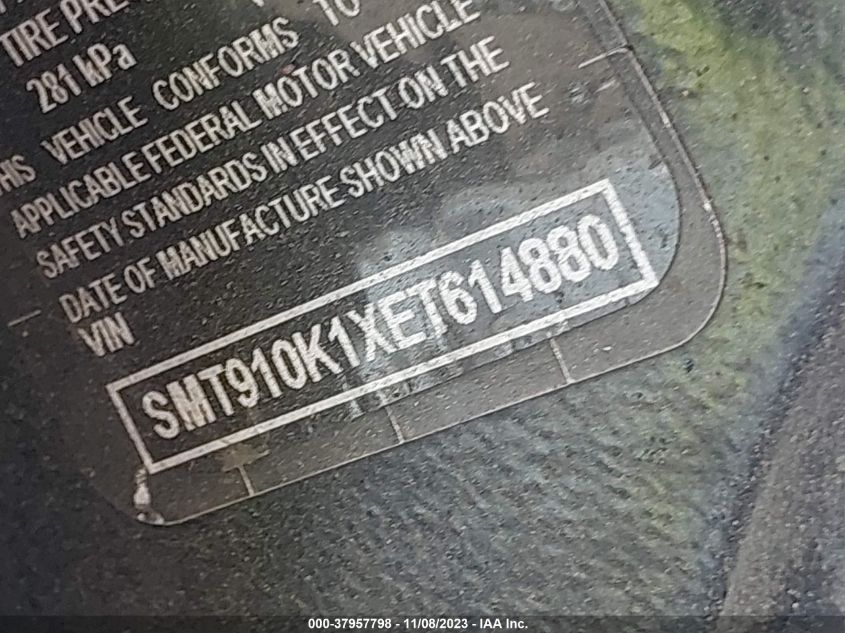 TIRE PRE
281 kPa
VEHICLE CONFORMS TO
APPLICABLE FEDERAL MOTOR VEHICLE
SAFETY STANDARDS IN EFFECT ON THE
DATE OF MANUFACTURE SHOWN ABOVE
VIN
SMT910K1XET614880
000-37957798 - 11/08/2023 - IAA Inc.